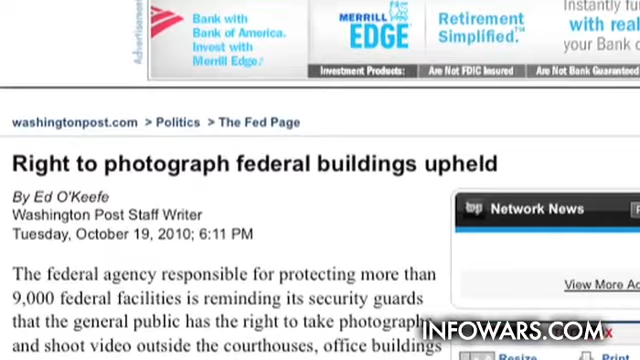 Advertisement
Bank with
Bank of America.
Invest with
Merrill Edge.
MERRILL
EDGE
Retirement
Simplified.™
Instantly fu
with real
your Bank o
Investment Products: Are Not FDIC Insured Are Not Bank Guaranteed
washingtonpost.com > Politics > The Fed Page
Right to photograph federal buildings upheld
By Ed O'Keefe
Washington Post Staff Writer
Tuesday, October 19, 2010; 6:11 PM
The federal agency responsible for protecting more than
9,000 federal facilities is reminding its security guards
that the general public has the right to take photographs
and shoot video outside the courthouses, office buildings
Network News
View More Ac
INFOWARS.COM
Resize
Print